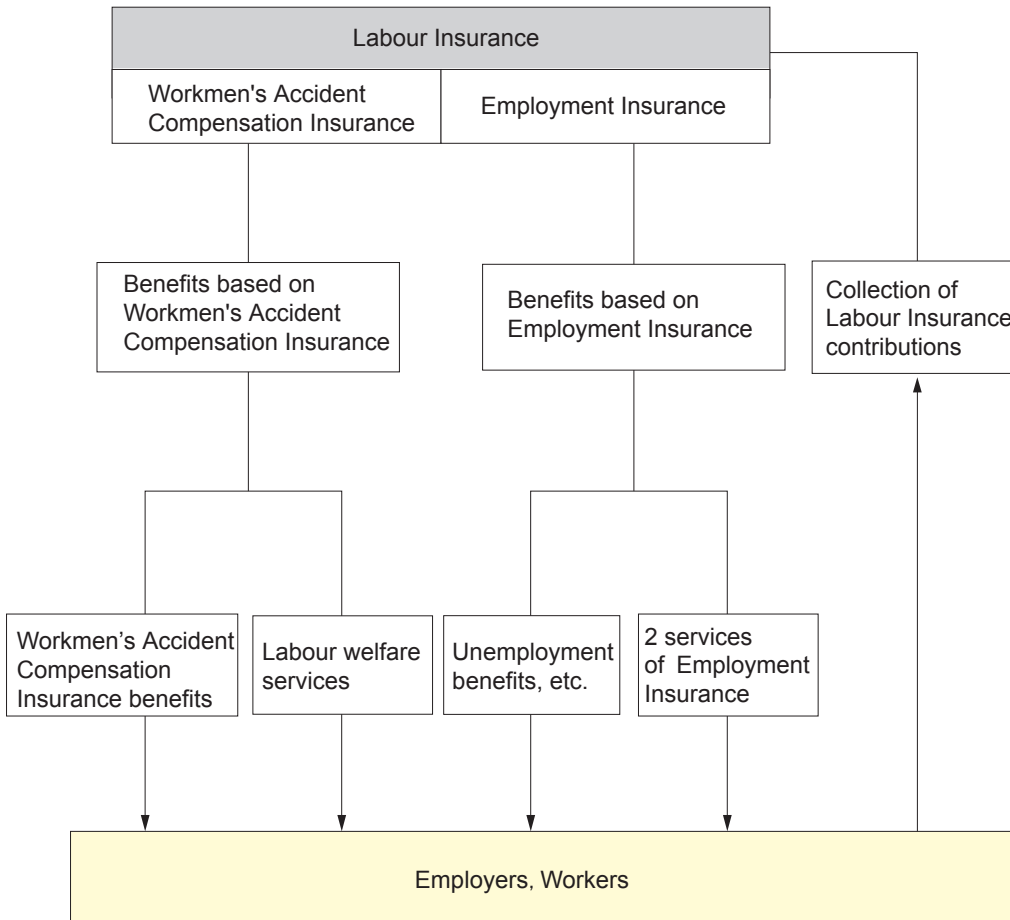 Labour Insurance
Workmen's Accident
Compensation Insurance
Employment Insurance
Benefits based on
Workmen's Accident
Compensation Insurance
Benefits based on
Employment Insurance
Collection of
Labour Insurance
contributions
Workmen’s Accident
Compensation
Insurance benefits
Labour welfare
services
Unemployment
benefits, etc.
2 services
of Employment
Insurance
Employers, Workers